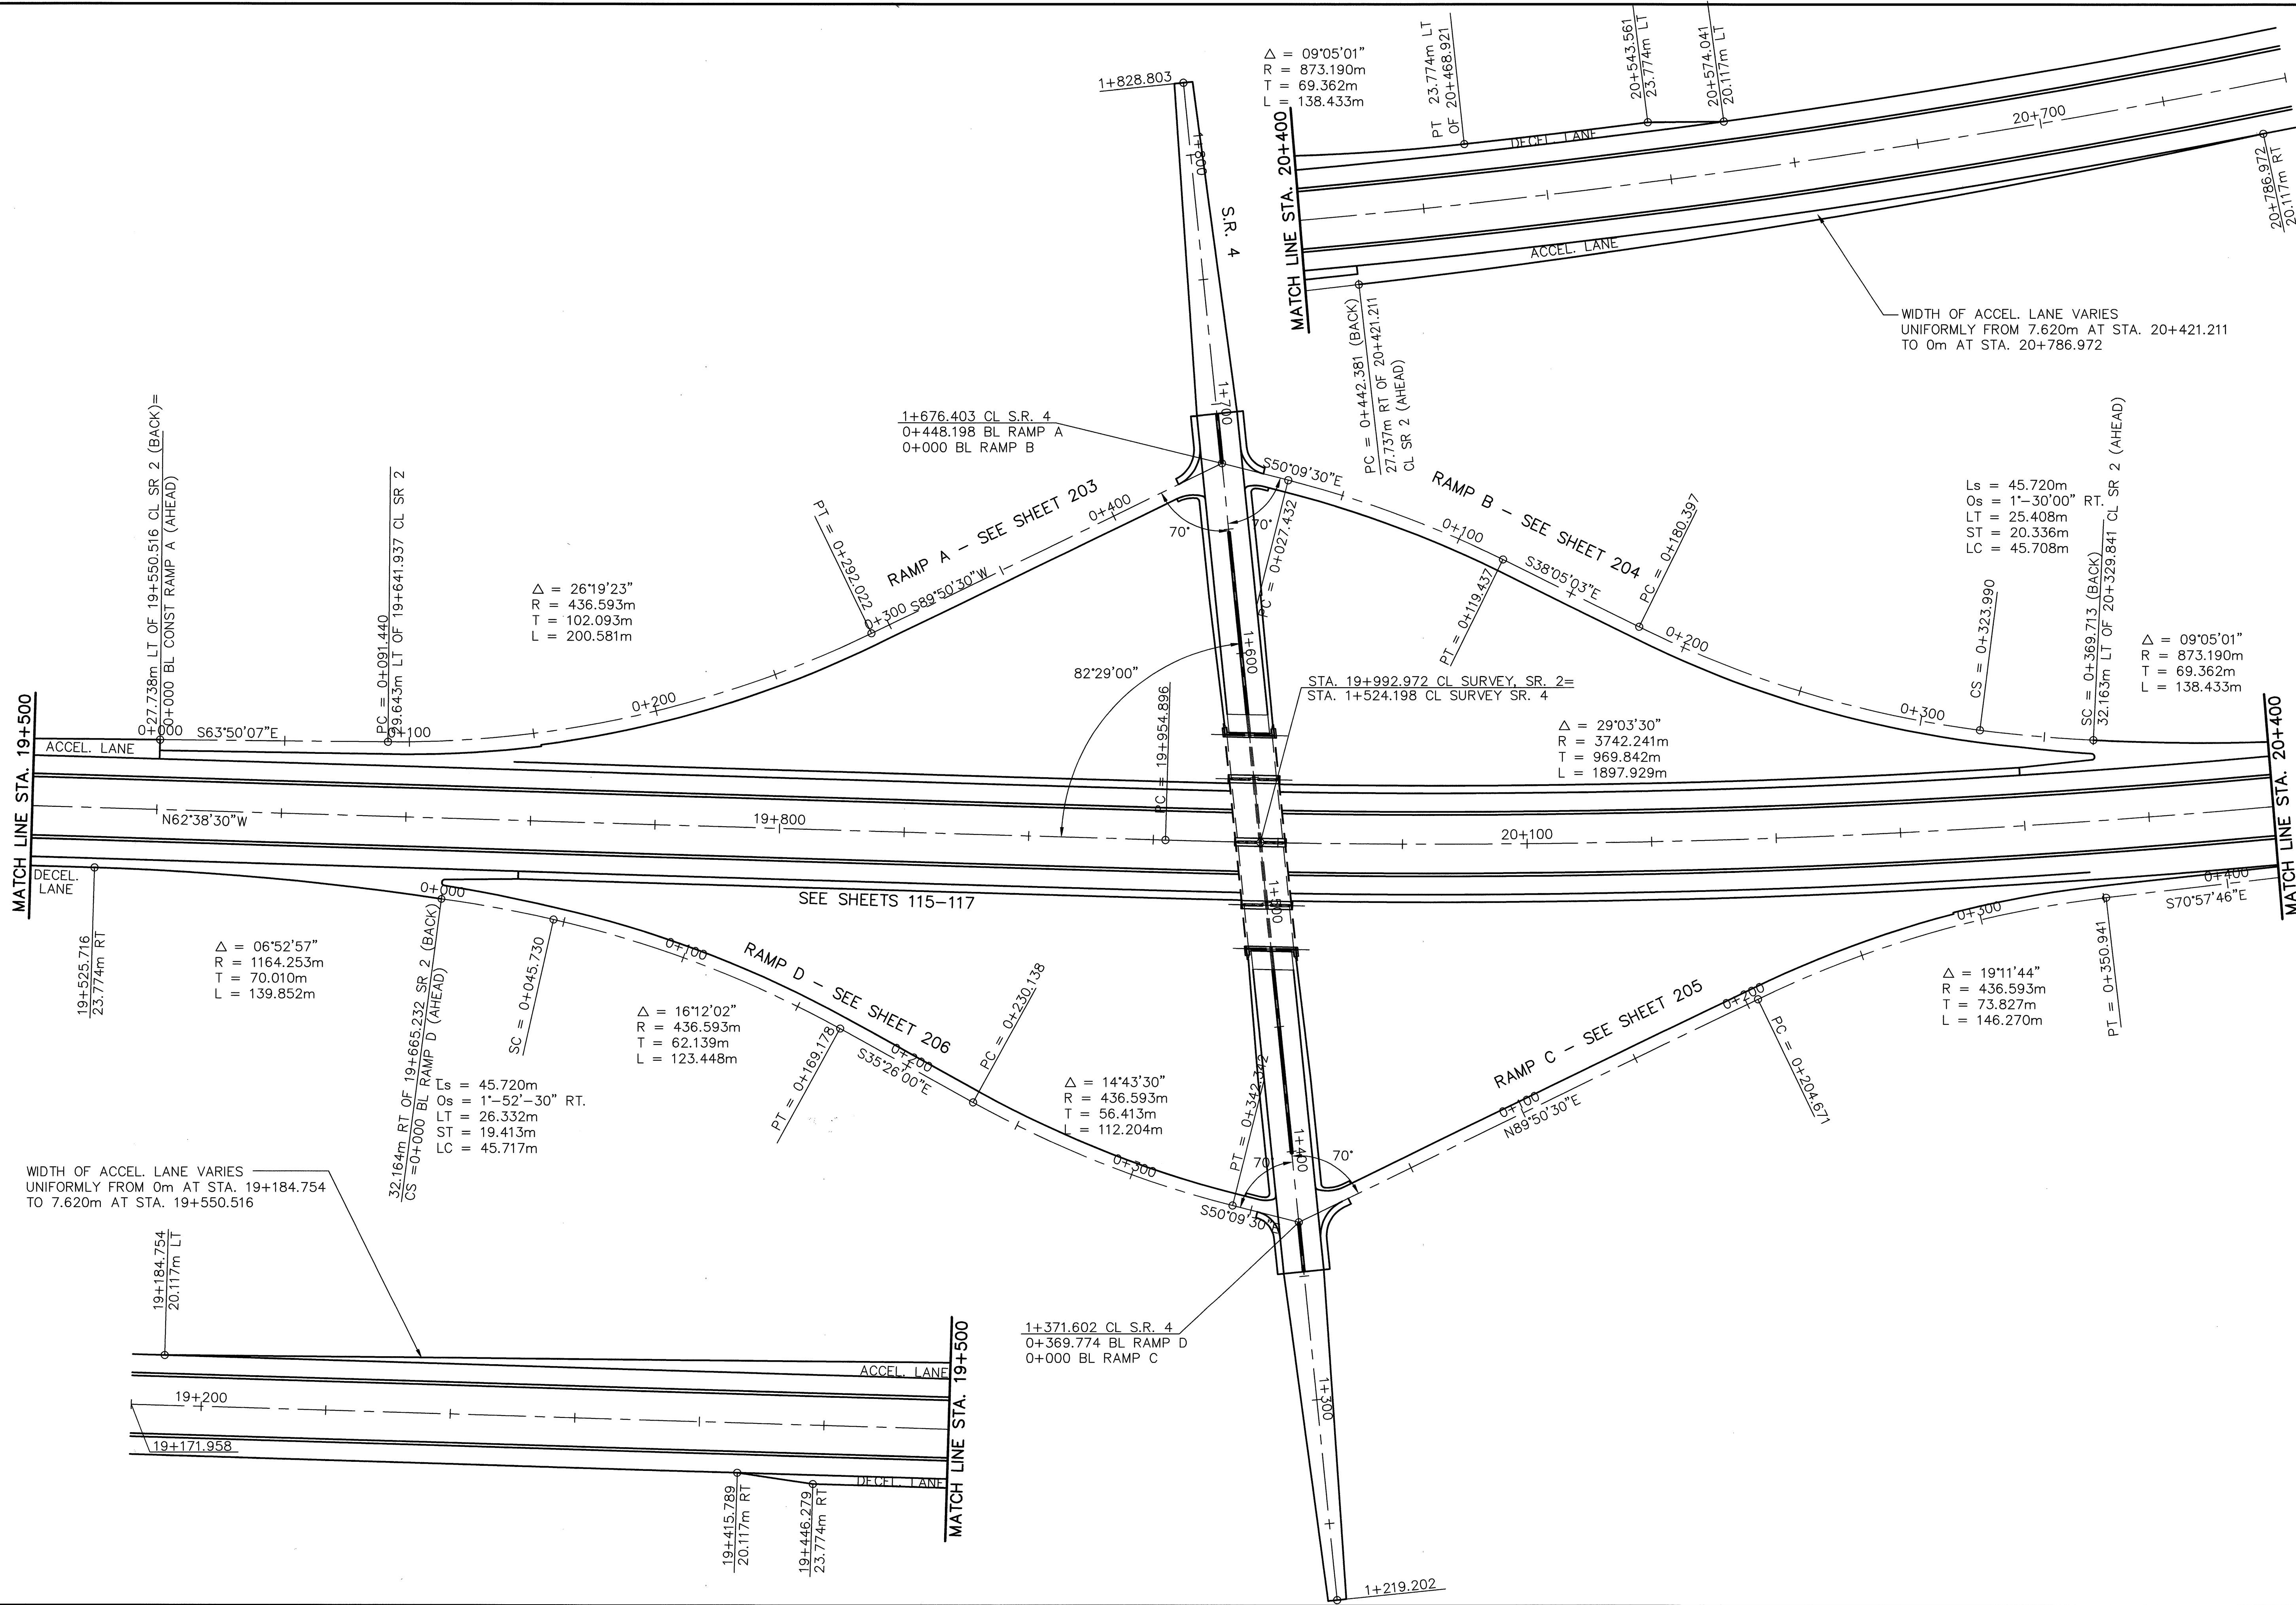 1+828.803
1+800
S.R. 4
1+700
Δ = 09°05'01"
R = 873.190m
T = 69.362m
L = 138.433m
MATCH LINE STA. 20+400
PT 23.774m LT
OF 20+468.921
20+543.561
23.774m LT
20+574.041
20.117m LT
DECEL. LANE
20+700
ACCEL. LANE
20+786.972
20.117m RT
WIDTH OF ACCEL. LANE VARIES
UNIFORMLY FROM 7.620m AT STA. 20+421.211
TO 0m AT STA. 20+786.972
PC = 0+442.381 (BACK)
27.737m RT OF 20+421.211
CL SR 2 (AHEAD)
1+676.403 CL S.R. 4
0+448.198 BL RAMP A
0+000 BL RAMP B
0+27.738m LT OF 19+550.516 CL SR 2 (BACK)=
0+000 BL CONST RAMP A (AHEAD)
0+000
S63°50'07"E
PC = 0+091.440
29.643m LT OF 19+641.937 CL SR 2
0+100
Δ = 26°19'23"
R = 436.593m
T = 102.093m
L = 200.581m
0+200
PT = 0+292.022
0+300
S89°50'30"W
RAMP A - SEE SHEET 203
0+400
70°
70°
S50°09'30"E
PC = 0+027.432
RAMP B - SEE SHEET 204
0+100
PT = 0+119.437
S38°05'03"E
PC = 0+180.397
0+200
0+300
CS = 0+323.990
Ls = 45.720m
Os = 1°-30'00" RT.
LT = 25.408m
ST = 20.336m
LC = 45.708m
SC = 0+369.713 (BACK)
32.163m LT OF 20+329.841 CL SR 2 (AHEAD)
Δ = 09°05'01"
R = 873.190m
T = 69.362m
L = 138.433m
MATCH LINE STA. 20+400
1+600
82°29'00"
STA. 19+992.972 CL SURVEY, SR. 2=
STA. 1+524.198 CL SURVEY SR. 4
Δ = 29°03'30"
R = 3742.241m
T = 969.842m
L = 1897.929m
PC = 19+954.896
MATCH LINE STA. 19+500
ACCEL. LANE
N62°38'30"W
19+800
20+100
DECEL.
LANE
SEE SHEETS 115-117
1+500
19+525.716
23.774m RT
Δ = 06°52'57"
R = 1164.253m
T = 70.010m
L = 139.852m
0+000
32.164m RT OF 19+665.232 SR 2 (BACK)
CS =0+000 BL RAMP D (AHEAD)
SC = 0+045.730
Ls = 45.720m
Os = 1°-52'-30" RT.
LT = 26.332m
ST = 19.413m
LC = 45.717m
0+100
RAMP D - SEE SHEET 206
Δ = 16°12'02"
R = 436.593m
T = 62.139m
L = 123.448m
PT = 0+169.178
0+200
S35°26'00"E
PC = 0+230.138
Δ = 14°43'30"
R = 436.593m
T = 56.413m
L = 112.204m
0+300
PT = 0+342.342
S50°09'30"E
70°
70°
1+400
RAMP C - SEE SHEET 205
0+100
N89°50'30"E
0+200
PC = 0+204.671
0+300
Δ = 19°11'44"
R = 436.593m
T = 73.827m
L = 146.270m
PT = 0+350.941
0+400
S70°57'46"E
1+371.602 CL S.R. 4
0+369.774 BL RAMP D
0+000 BL RAMP C
1+300
1+219.202
WIDTH OF ACCEL. LANE VARIES
UNIFORMLY FROM 0m AT STA. 19+184.754
TO 7.620m AT STA. 19+550.516
19+184.754
20.117m LT
ACCEL. LANE
19+200
19+171.958
19+415.789
20.117m RT
19+446.279
23.774m RT
DECEL. LANE
MATCH LINE STA. 19+500